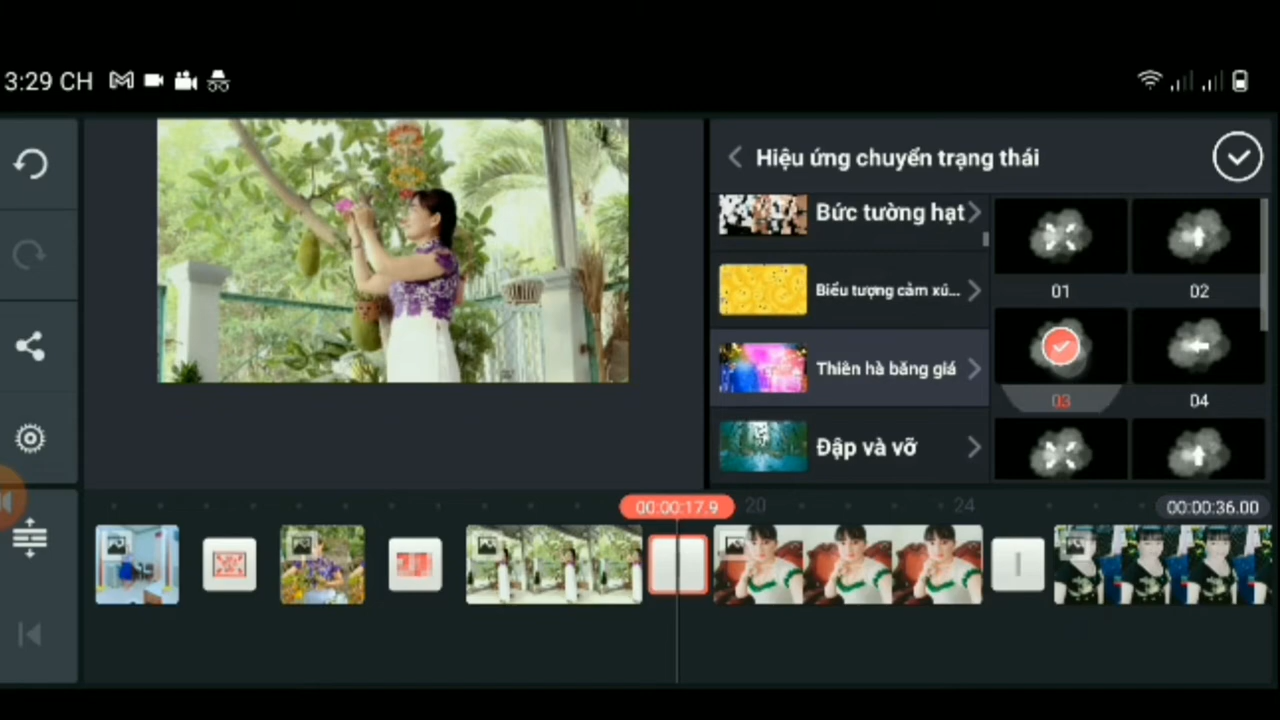 3:29 CH
Hiệu ứng chuyển trạng thái
Bức tường hạt
01
02
Biểu tượng cảm xú...
Thiên hà băng giá
03
04
Đập và vỡ
00:00:17.9
20
24
00:00:36.00